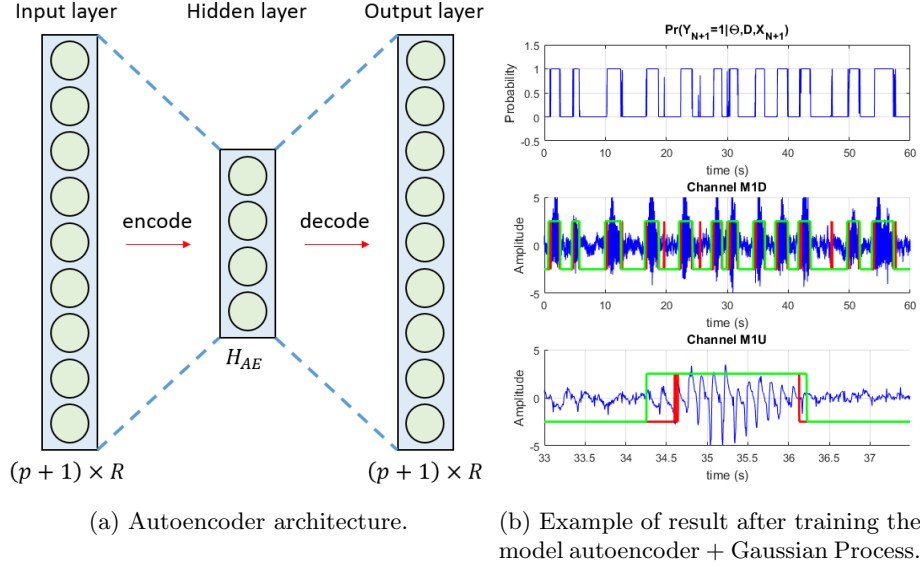 Input layer
Hidden layer
Output layer
encode
decode
H_{AE}
(p + 1) × R
(p + 1) × R
(a) Autoencoder architecture.
Pr(Y_{N+1}=1|Θ,D,X_{N+1})
Probability
1.5
1
0.5
0
-0.5
0 10 20 30 40 50 60
time (s)
Channel M1D
Amplitude
5
0
-5
0 10 20 30 40 50 60
time (s)
Channel M1U
Amplitude
5
0
-5
33 33.5 34 34.5 35 35.5 36 36.5 37
time (s)
(b) Example of result after training the
model autoencoder + Gaussian Process.